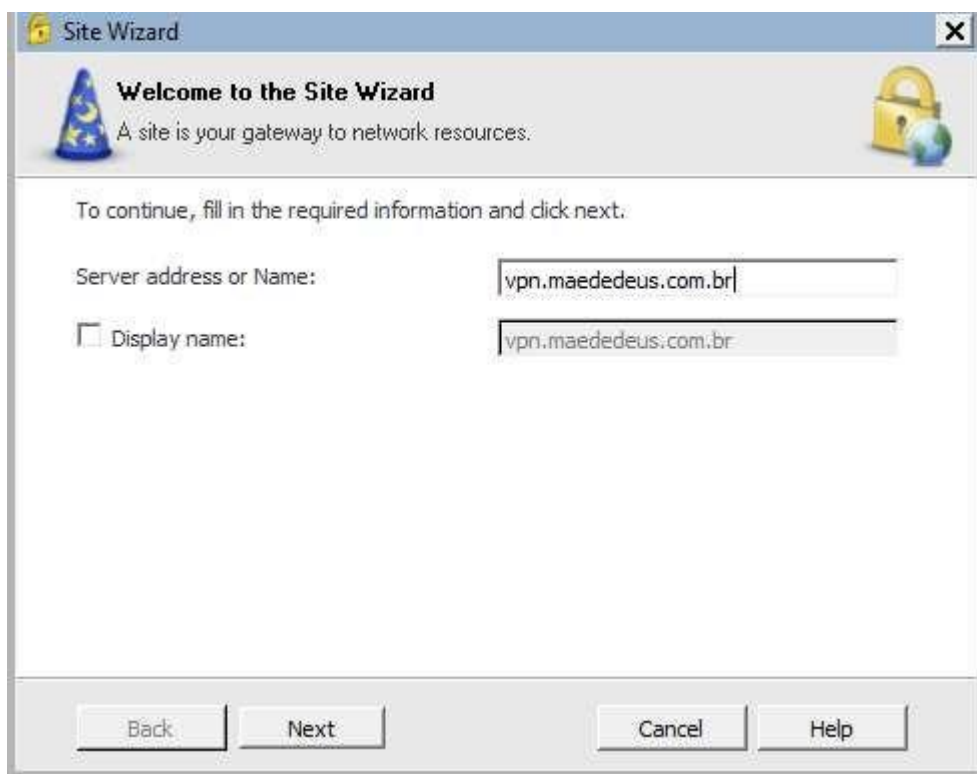 Site Wizard
Welcome to the Site Wizard
A site is your gateway to network resources.
To continue, fill in the required information and click next.
Server address or Name: vpn.maededeus.com.br
Display name: vpn.maededeus.com.br
Back Next Cancel Help